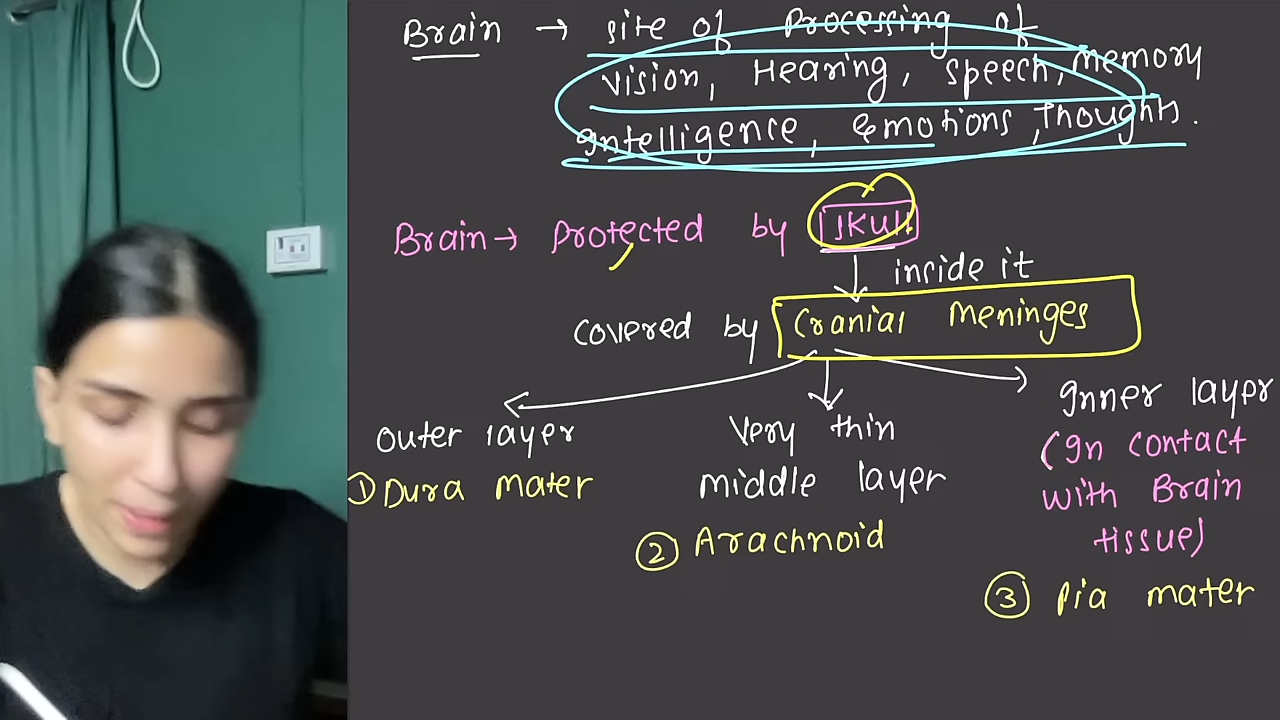 Brain → site of Processing of
vision, Hearing, speech, memory
Intelligence, emotions, thoughts.
Brain → Protected by skull
inside it
covered by Cranial Meninges
outer layer
① Dura mater
Very thin
middle layer
② Arachnoid
Inner layer
(In contact
with Brain
tissue)
③ Pia mater